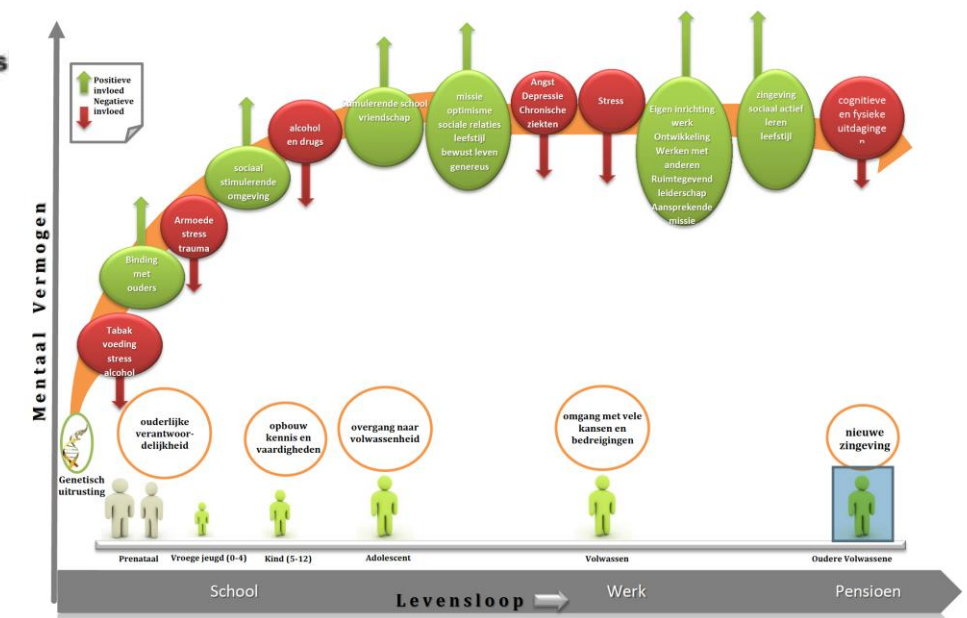 s
Positieve
invloed
Negatieve
invloed
Mentaal Vermogen
Tabak
voeding
stress
alcohol
Binding
met
ouders
Armoede
stress
trauma
sociaal
stimulerende
omgeving
alcohol
en drugs
Stimulerende school
vriendschap
missie
optimisme
sociale relaties
leefstijl
bewust leven
genereus
Angst
Depressie
Chronische
ziekten
Stress
Eigen inrichting
werk
Ontwikkeling
Werken met
anderen
Ruimtegevend
leiderschap
Aansprekende
missie
zingeving
sociaal actief
leren
leefstijl
cognitieve
en fysieke
uitdaginge
n
Genetisch
uitrusting
ouderlijke
verantwoor-
delijkheid
opbouw
kennis en
vaardigheden
overgang naar
volwassenheid
omgang met vele
kansen en
bedreigingen
nieuwe
zingeving
Prenataal
Vroege jeugd (0-4)
Kind (5-12)
Adolescent
Volwassen
Oudere Volwassene
School
Levensloop
Werk
Pensioen